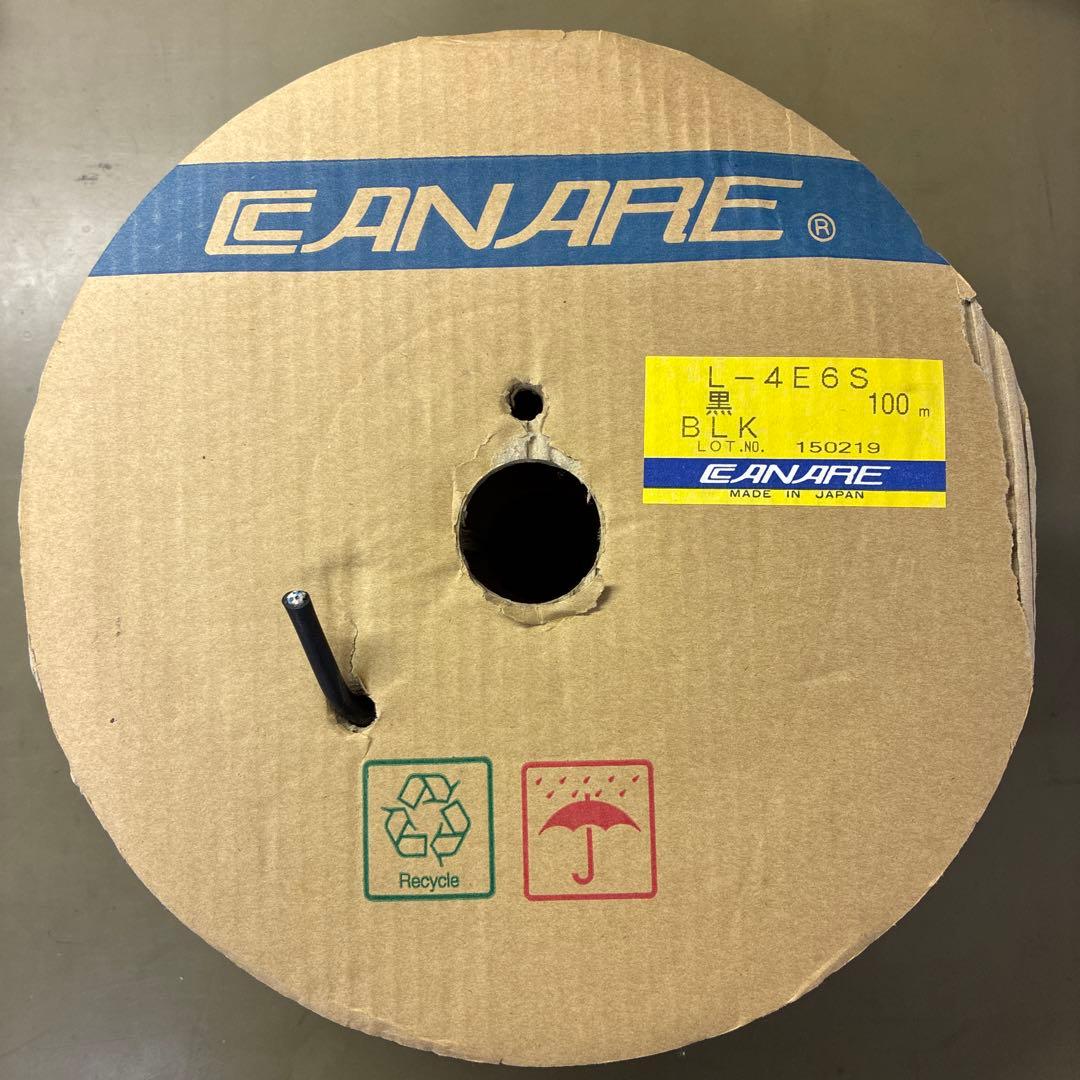 CANARE ®
L-4E6S
黒 100 m
BLK
LOT.NO. 150219
CANARE
MADE IN JAPAN
Recycle